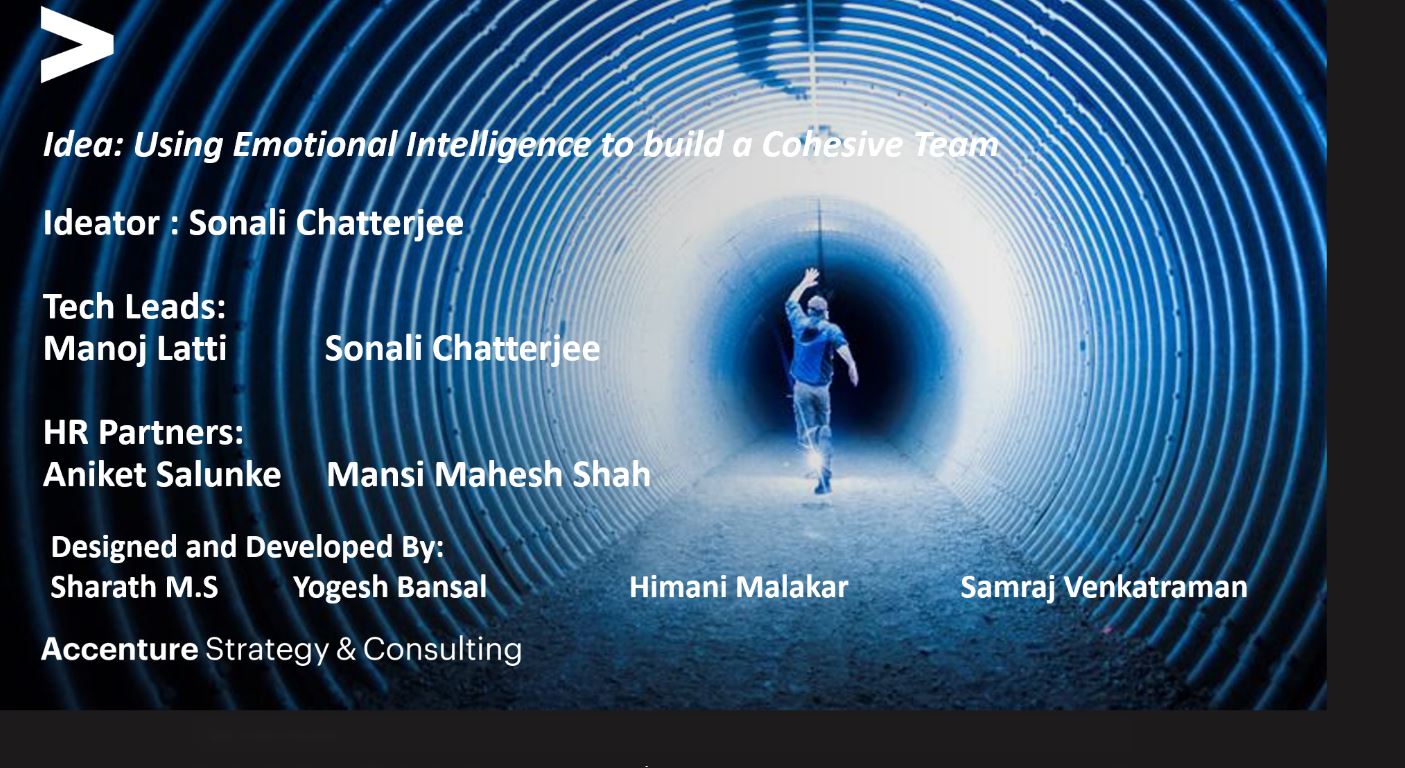 >
Idea: Using Emotional Intelligence to build a Cohesive Team
Ideator : Sonali Chatterjee
Tech Leads:
Manoj Latti Sonali Chatterjee
HR Partners:
Aniket Salunke Mansi Mahesh Shah
Designed and Developed By:
Sharath M.S Yogesh Bansal Himani Malakar Samraj Venkatraman
Accenture Strategy & Consulting